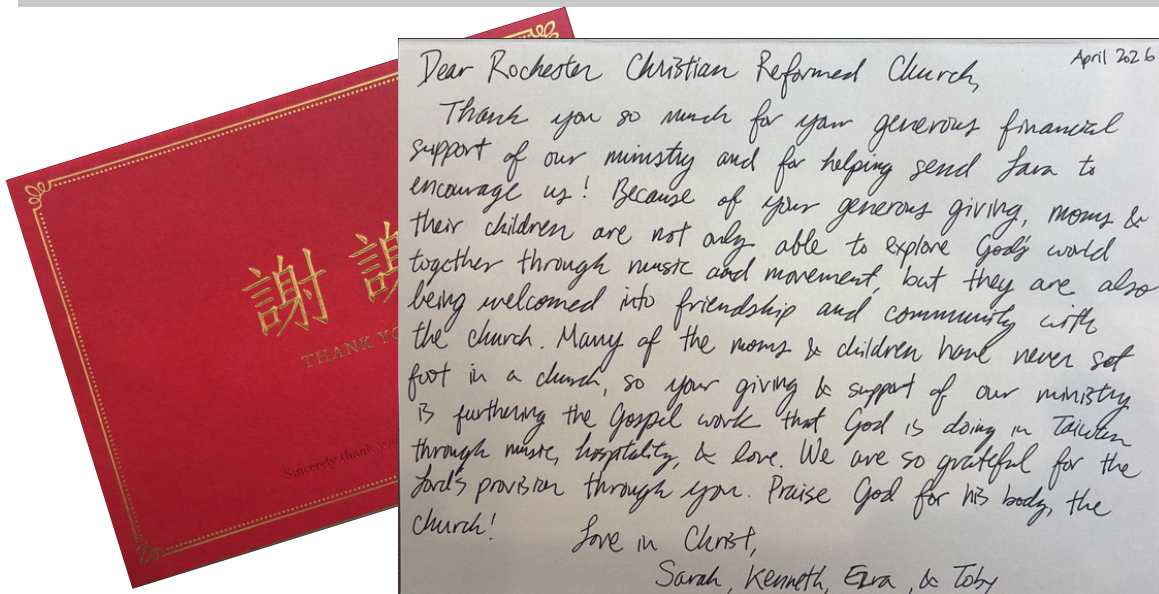 謝 謝
THANK YO
Sincerely thank you
April 2026
Dear Rochester Christian Reformed Church,
Thank you so much for your generous financial
support of our ministry and for helping send Lara to
encourage us! Because of your generous giving, moms &
their children are not only able to explore God's world
together through music and movement, but they are also
being welcomed into friendship and community with
the church. Many of the moms & children have never set
foot in a church, so your giving & support of our ministry
is furthering the Gospel work that God is doing in Taiwan
through music, hospitality, & love. We are so grateful for the
Lord's provision through you. Praise God for his body, the
church!
Love in Christ,
Sarah, Kenneth, Ezra, & Toby